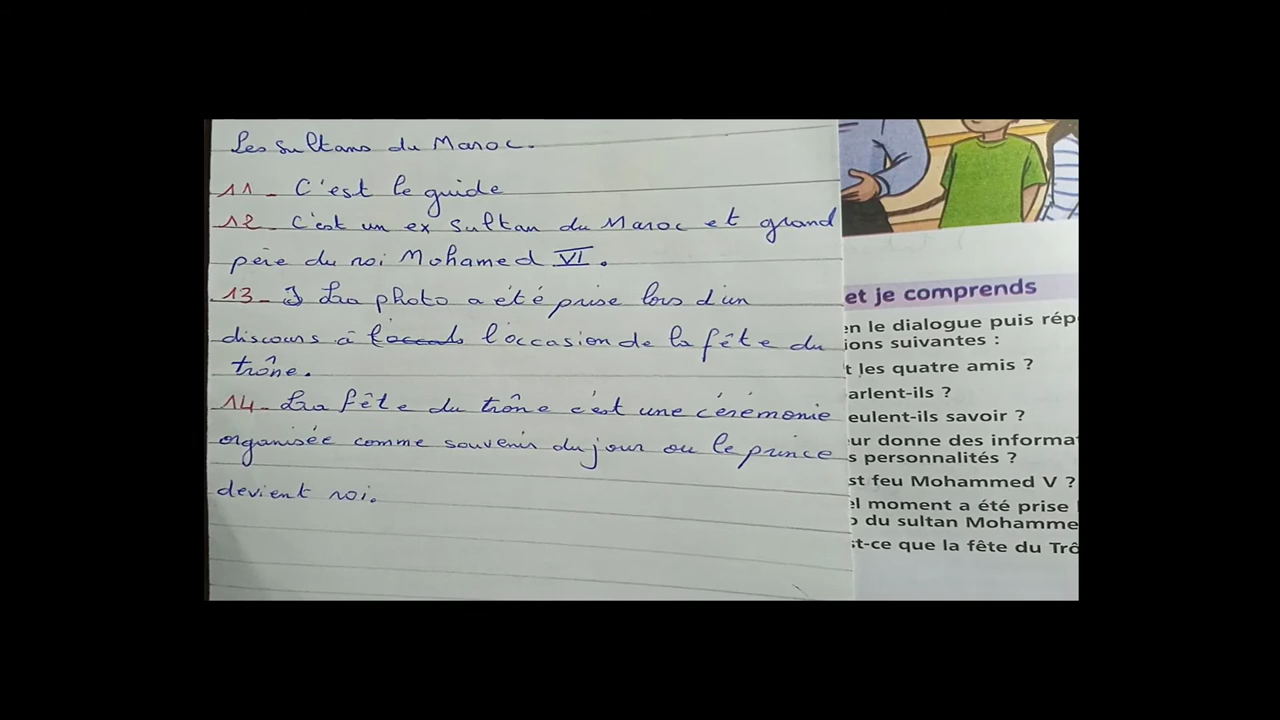 Les sultans du Maroc.
11- C'est le guide
12- C'est un ex sultan du Maroc et grand
père du roi Mohamed VI.
13- La photo a été prise lors d'un
discours à l'occasion de la fête du
trône.
14- La fête du trône c'est une cérémonie
organisée comme souvenir du jour ou le prince
devient roi.
et je comprends
en le dialogue puis rép
ions suivantes :
t les quatre amis ?
arlent-ils ?
eulent-ils savoir ?
ur donne des informa
s personnalités ?
st feu Mohammed V ?
el moment a été prise
o du sultan Mohamme
st-ce que la fête du Trô